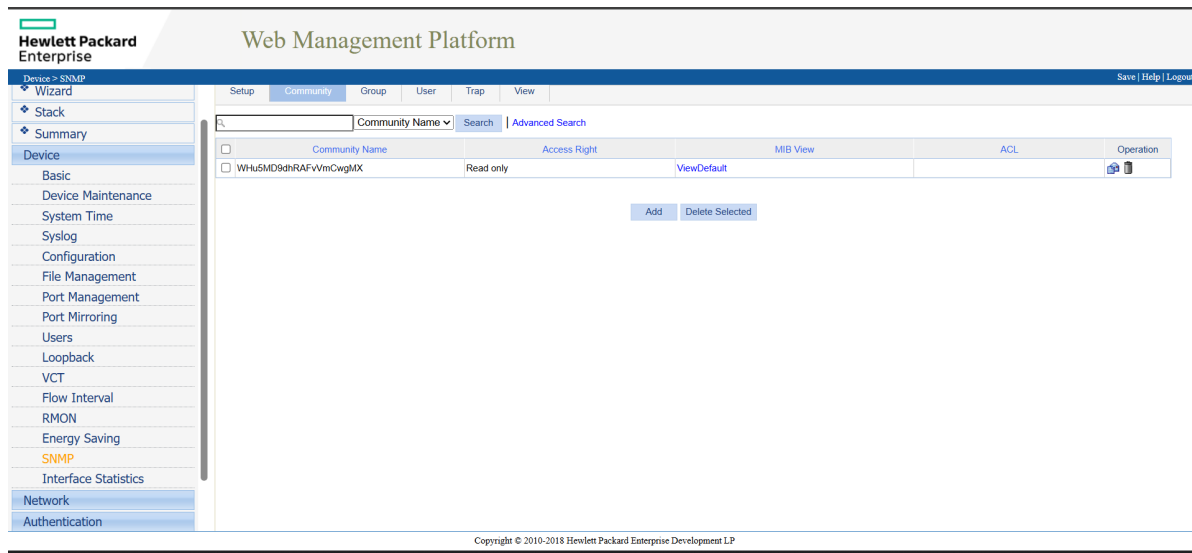 Hewlett Packard
Enterprise
Web Management Platform
Device > SNMP
Save | Help | Logout
Wizard
Stack
Summary
Device
Basic
Device Maintenance
System Time
Syslog
Configuration
File Management
Port Management
Port Mirroring
Users
Loopback
VCT
Flow Interval
RMON
Energy Saving
SNMP
Interface Statistics
Network
Authentication
Setup Community Group User Trap View
Community Name Search | Advanced Search
Community Name Access Right MIB View ACL Operation
WHu5MD9dhRAFvVmCwgMX Read only ViewDefault
Add Delete Selected
Copyright © 2010-2018 Hewlett Packard Enterprise Development LP